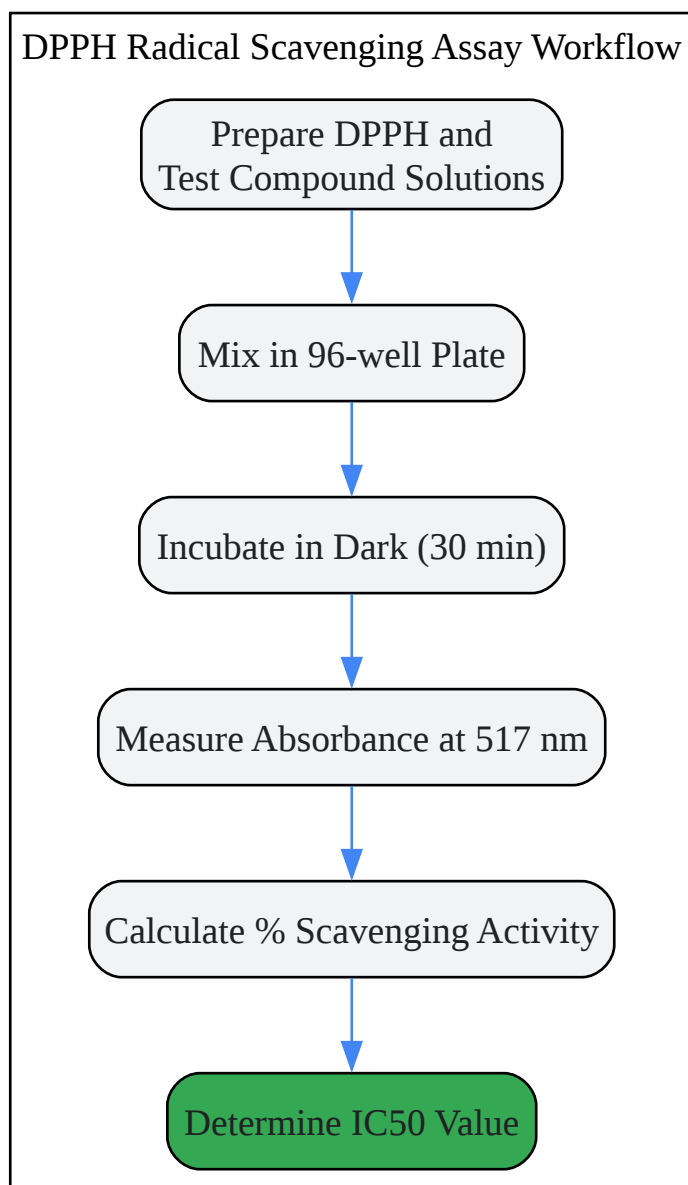 DPPH Radical Scavenging Assay Workflow
Prepare DPPH and
Test Compound Solutions
Mix in 96-well Plate
Incubate in Dark (30 min)
Measure Absorbance at 517 nm
Calculate % Scavenging Activity
Determine IC50 Value